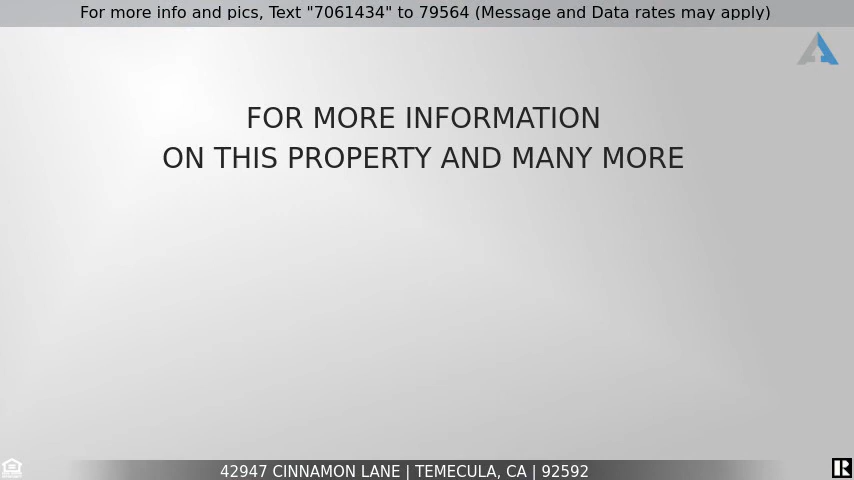 For more info and pics, Text "7061434" to 79564 (Message and Data rates may apply)
FOR MORE INFORMATION
ON THIS PROPERTY AND MANY MORE
42947 CINNAMON LANE | TEMECULA, CA | 92592